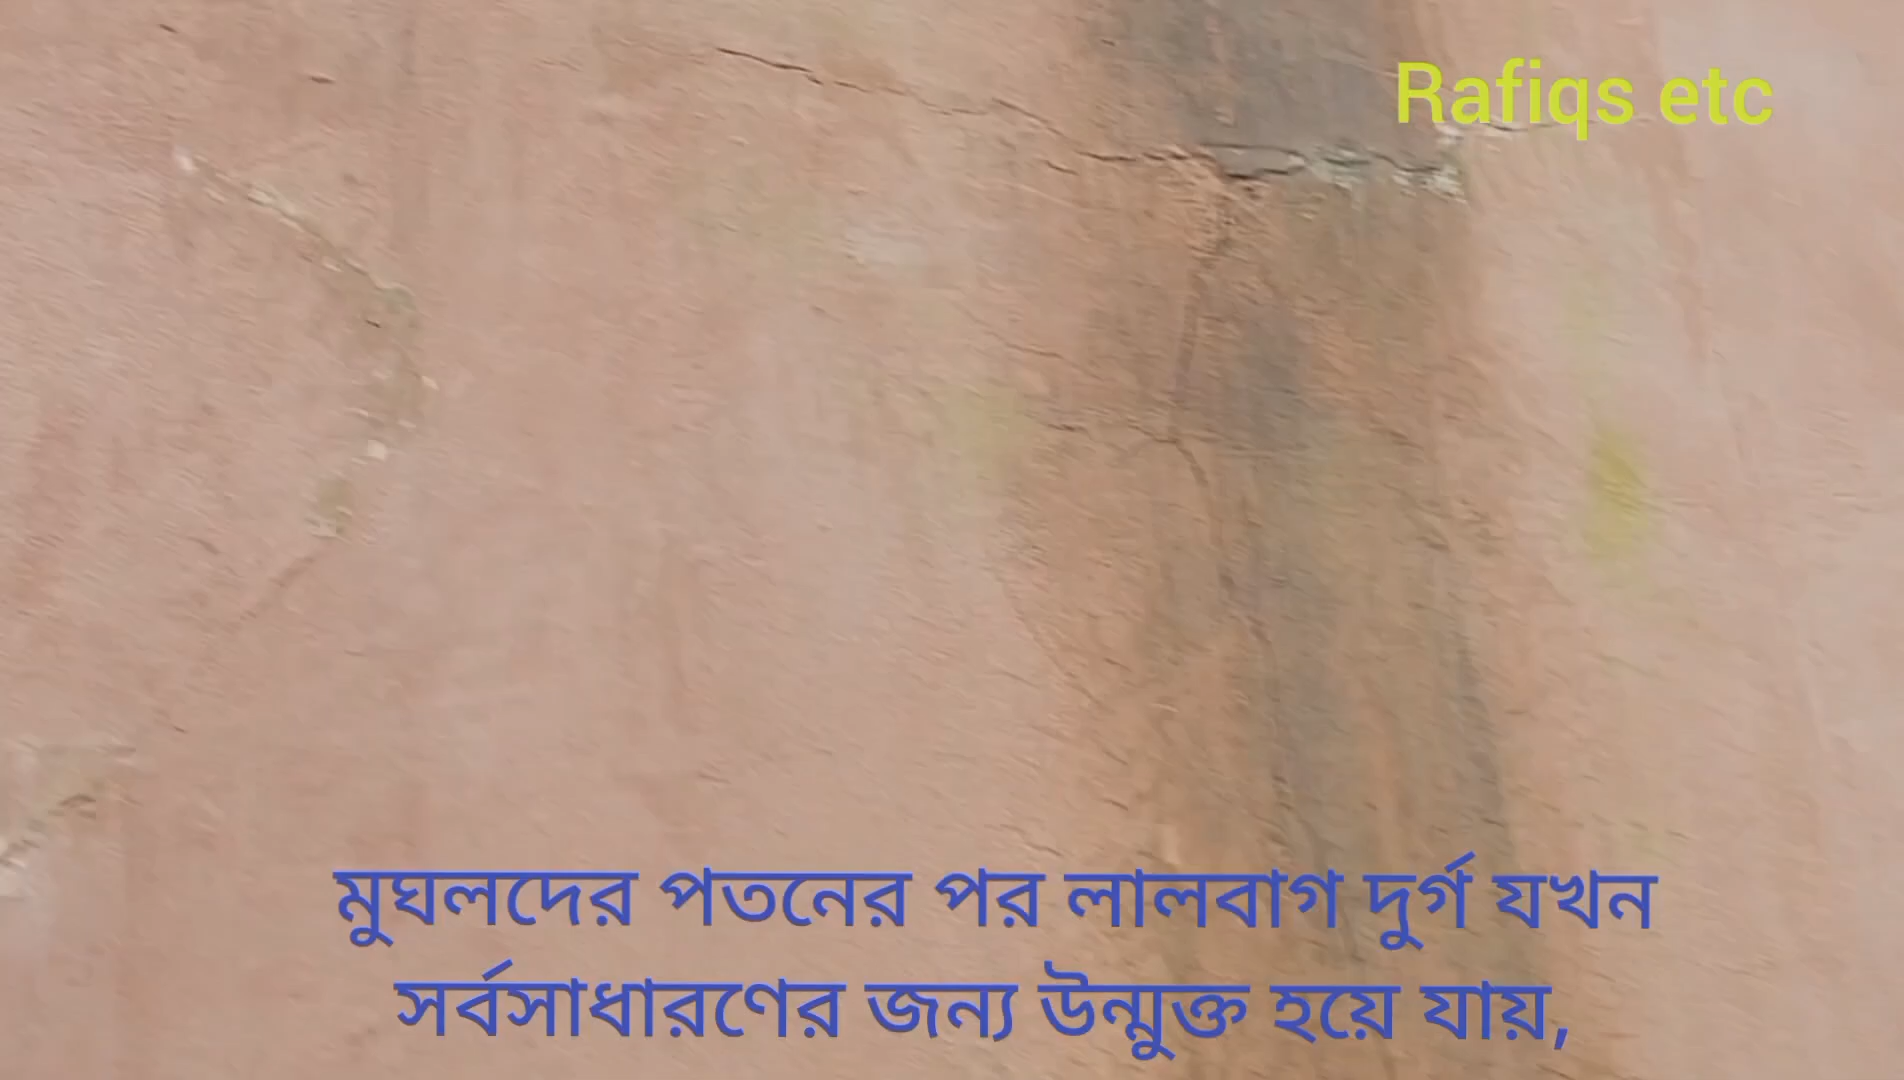 Rafiqs etc
মুঘলদের পতনের পর লালবাগ দুর্গ যখন
সর্বসাধারণের জন্য উন্মুক্ত হয়ে যায়,